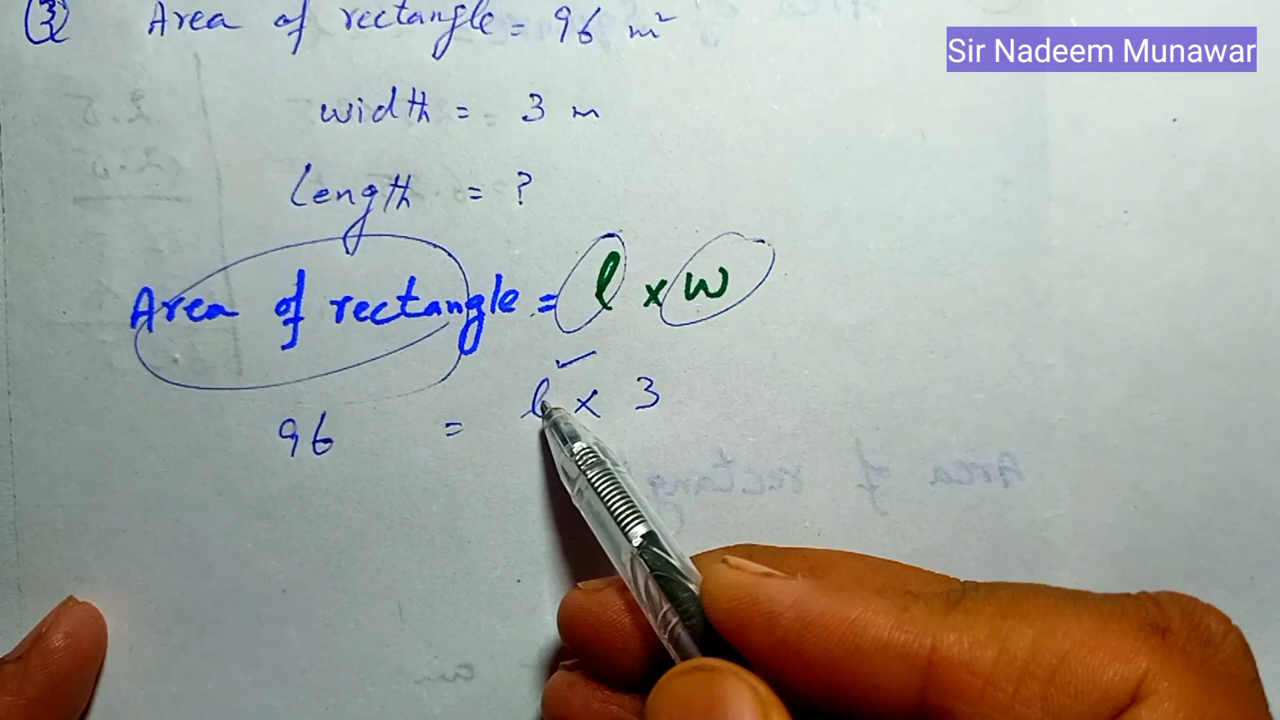 (3) Area of rectangle = 96 m²
Sir Nadeem Munawar
width = 3 m
length = ?
Area of rectangle = l × w
96 = l × 3